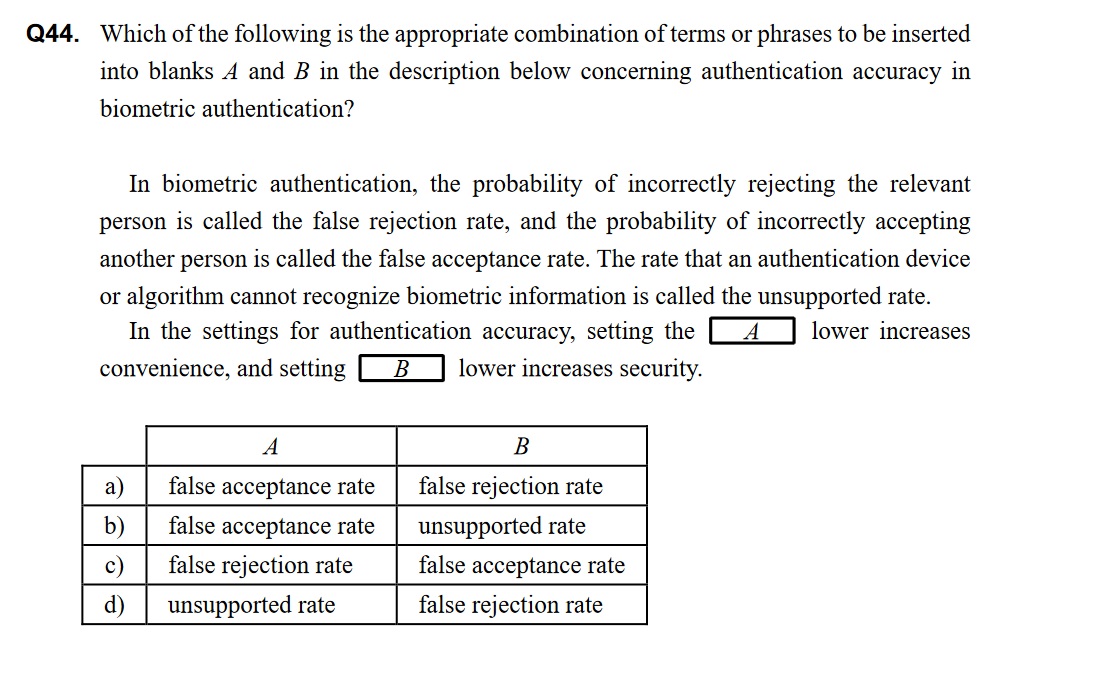 Q44. Which of the following is the appropriate combination of terms or phrases to be inserted
into blanks A and B in the description below concerning authentication accuracy in
biometric authentication?
In biometric authentication, the probability of incorrectly rejecting the relevant
person is called the false rejection rate, and the probability of incorrectly accepting
another person is called the false acceptance rate. The rate that an authentication device
or algorithm cannot recognize biometric information is called the unsupported rate.
In the settings for authentication accuracy, setting the A lower increases
convenience, and setting B lower increases security.
A B
a) false acceptance rate false rejection rate
b) false acceptance rate unsupported rate
c) false rejection rate false acceptance rate
d) unsupported rate false rejection rate